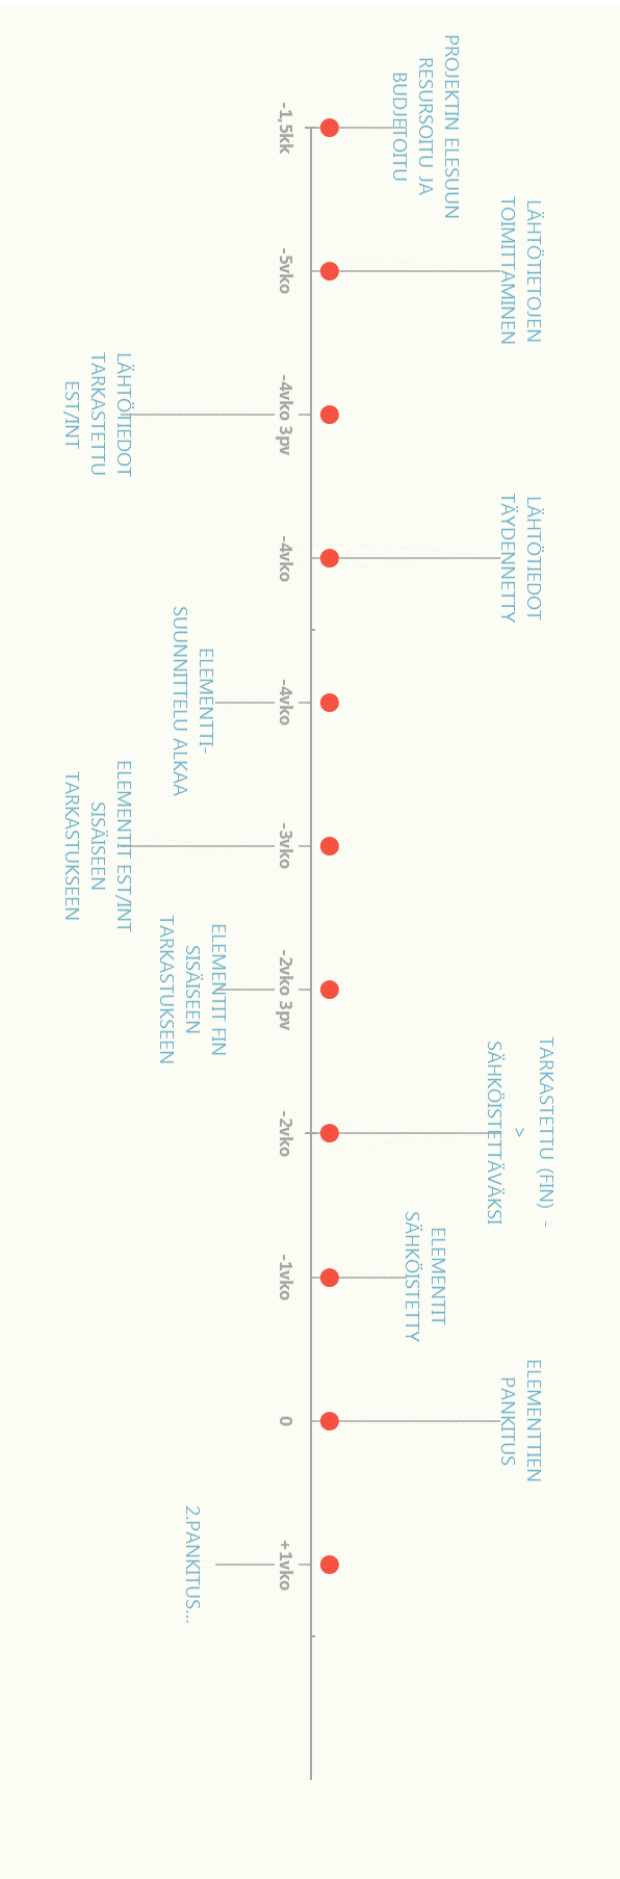 PROJEKTIN ELESUUN
RESURSOITU JA
BUDJETOITU
-1,5kk
LÄHTÖTIETOJEN
TOIMITTAMINEN
-5vko
-4vko 3pv
LÄHTÖTIEDOT
TARKASTETTU
EST/INT
LÄHTÖTIEDOT
TÄYDENNETTY
-4vko
-4vko
ELEMENTTI-
SUUNNITTELU ALKAA
-3vko
ELEMENTIT EST/INT
SISÄISEEN
TARKASTUKSEEN
-2vko 3pv
ELEMENTIT FIN
SISÄISEEN
TARKASTUKSEEN
TARKASTETTU (FIN) -
>
SÄHKÖISTETTÄVÄKSI
-2vko
ELEMENTIT
SÄHKÖISTETTY
-1vko
ELEMENTTIEN
PANKITUS
0
+1vko
2.PANKITUS...